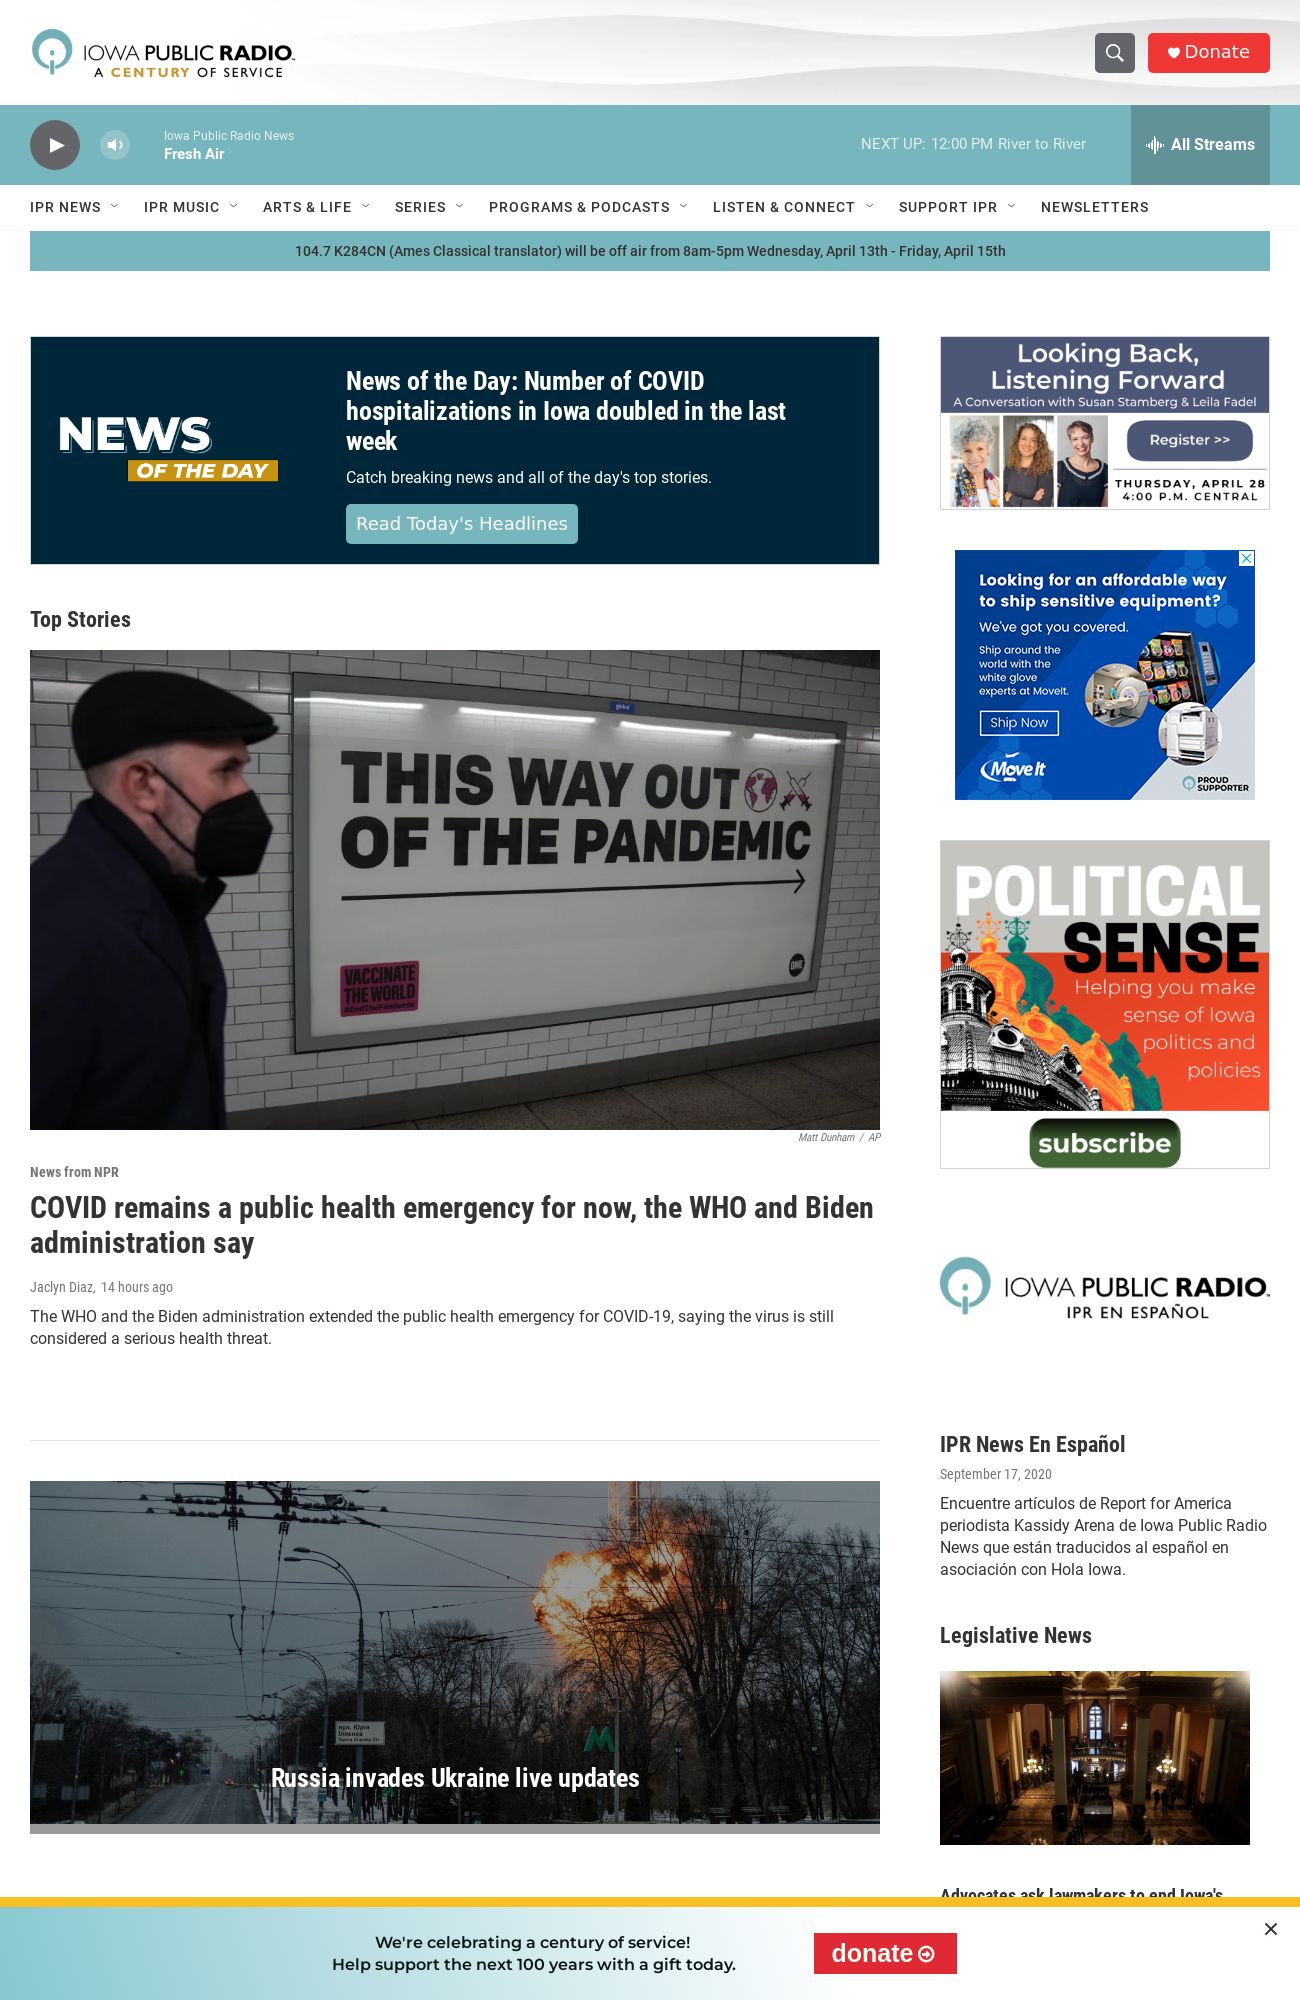 IOWA PUBLIC RADIO.
A CENTURY OF SERVICE
Donate
Iowa Public Radio News
Fresh Air
NEXT UP: 12:00 PM River to River
All Streams
IPR NEWS
IPR MUSIC
ARTS & LIFE
SERIES
PROGRAMS & PODCASTS
LISTEN & CONNECT
SUPPORT IPR
NEWSLETTERS
104.7 K284CN (Ames Classical translator) will be off air from 8am-5pm Wednesday, April 13th - Friday, April 15th
NEWS
OF THE DAY
News of the Day: Number of COVID
hospitalizations in Iowa doubled in the last
week
Catch breaking news and all of the day's top stories.
Read Today's Headlines
Top Stories
global
THIS WAY OUT
OF THE PANDEMIC
VACCINATE
THE WORLD
#EndThePandemic
ONE
Matt Dunham / AP
News from NPR
COVID remains a public health emergency for now, the WHO and Biden
administration say
Jaclyn Diaz, 14 hours ago
The WHO and the Biden administration extended the public health emergency for COVID-19, saying the virus is still
considered a serious health threat.
вул. Юрія
Іллєнка
Russia invades Ukraine live updates
Looking Back,
Listening Forward
A Conversation with Susan Stamberg & Leila Fadel
Register >>
THURSDAY, APRIL 28
4:00 P.M. CENTRAL
Looking for an affordable way
to ship sensitive equipment?
We've got you covered.
Ship around the
world with the
white glove
experts at MoveIt.
Ship Now
Move It
PROUD
SUPPORTER
POLITICAL
SENSE
Helping you make
sense of Iowa
politics and
policies
subscribe
IOWA PUBLIC RADIO.
IPR EN ESPAÑOL
IPR News En Español
September 17, 2020
Encuentre artículos de Report for America
periodista Kassidy Arena de Iowa Public Radio
News que están traducidos al español en
asociación con Hola Iowa.
Legislative News
Advocates ask lawmakers to end Iowa's
We're celebrating a century of service!
Help support the next 100 years with a gift today.
donate